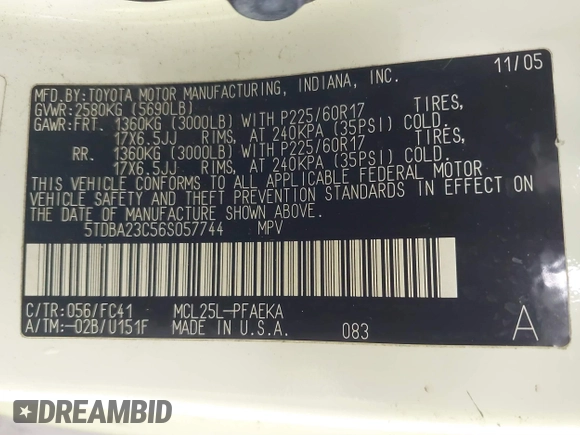 MFD.BY:TOYOTA MOTOR MANUFACTURING, INDIANA, INC. 11/05
GVWR:2580KG (5690LB)
GAWR:FRT. 1360KG (3000LB) WITH P225/60R17 TIRES,
17X6.5JJ RIMS, AT 240KPA (35PSI) COLD.
RR. 1360KG (3000LB) WITH P225/60R17 TIRES,
17X6.5JJ RIMS, AT 240KPA (35PSI) COLD.
THIS VEHICLE CONFORMS TO ALL APPLICABLE FEDERAL MOTOR
VEHICLE SAFETY AND THEFT PREVENTION STANDARDS IN EFFECT ON
THE DATE OF MANUFACTURE SHOWN ABOVE.
5TDBA23C56S057744 MPV
C/TR:056/FC41 MCL25L-PFAEKA
A/TM:-02B/U151F MADE IN U.S.A. 083 A
DREAMBID